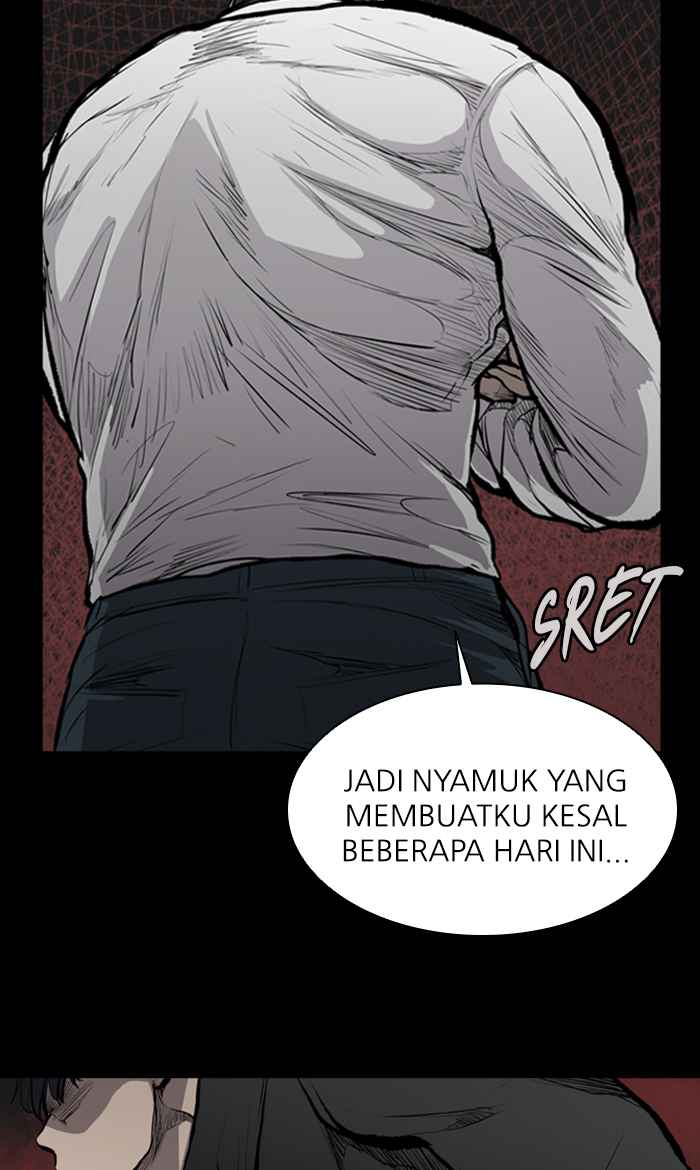 SRET
JADI NYAMUK YANG
MEMBUATKU KESAL
BEBERAPA HARI INI...